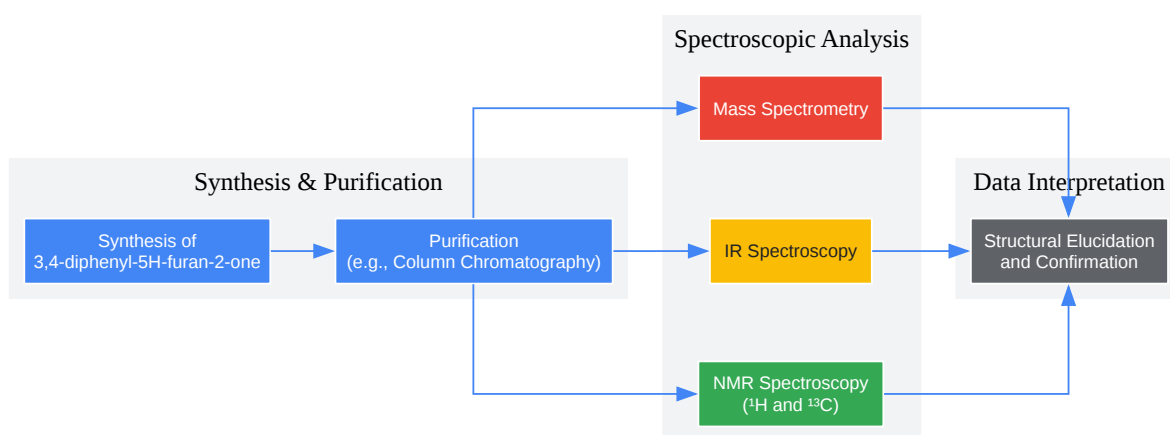 Spectroscopic Analysis
Mass Spectrometry
Synthesis & Purification
Data Interpretation
Synthesis of
3,4-diphenyl-5H-furan-2-one
Purification
(e.g., Column Chromatography)
IR Spectroscopy
Structural Elucidation
and Confirmation
NMR Spectroscopy
(¹H and ¹³C)